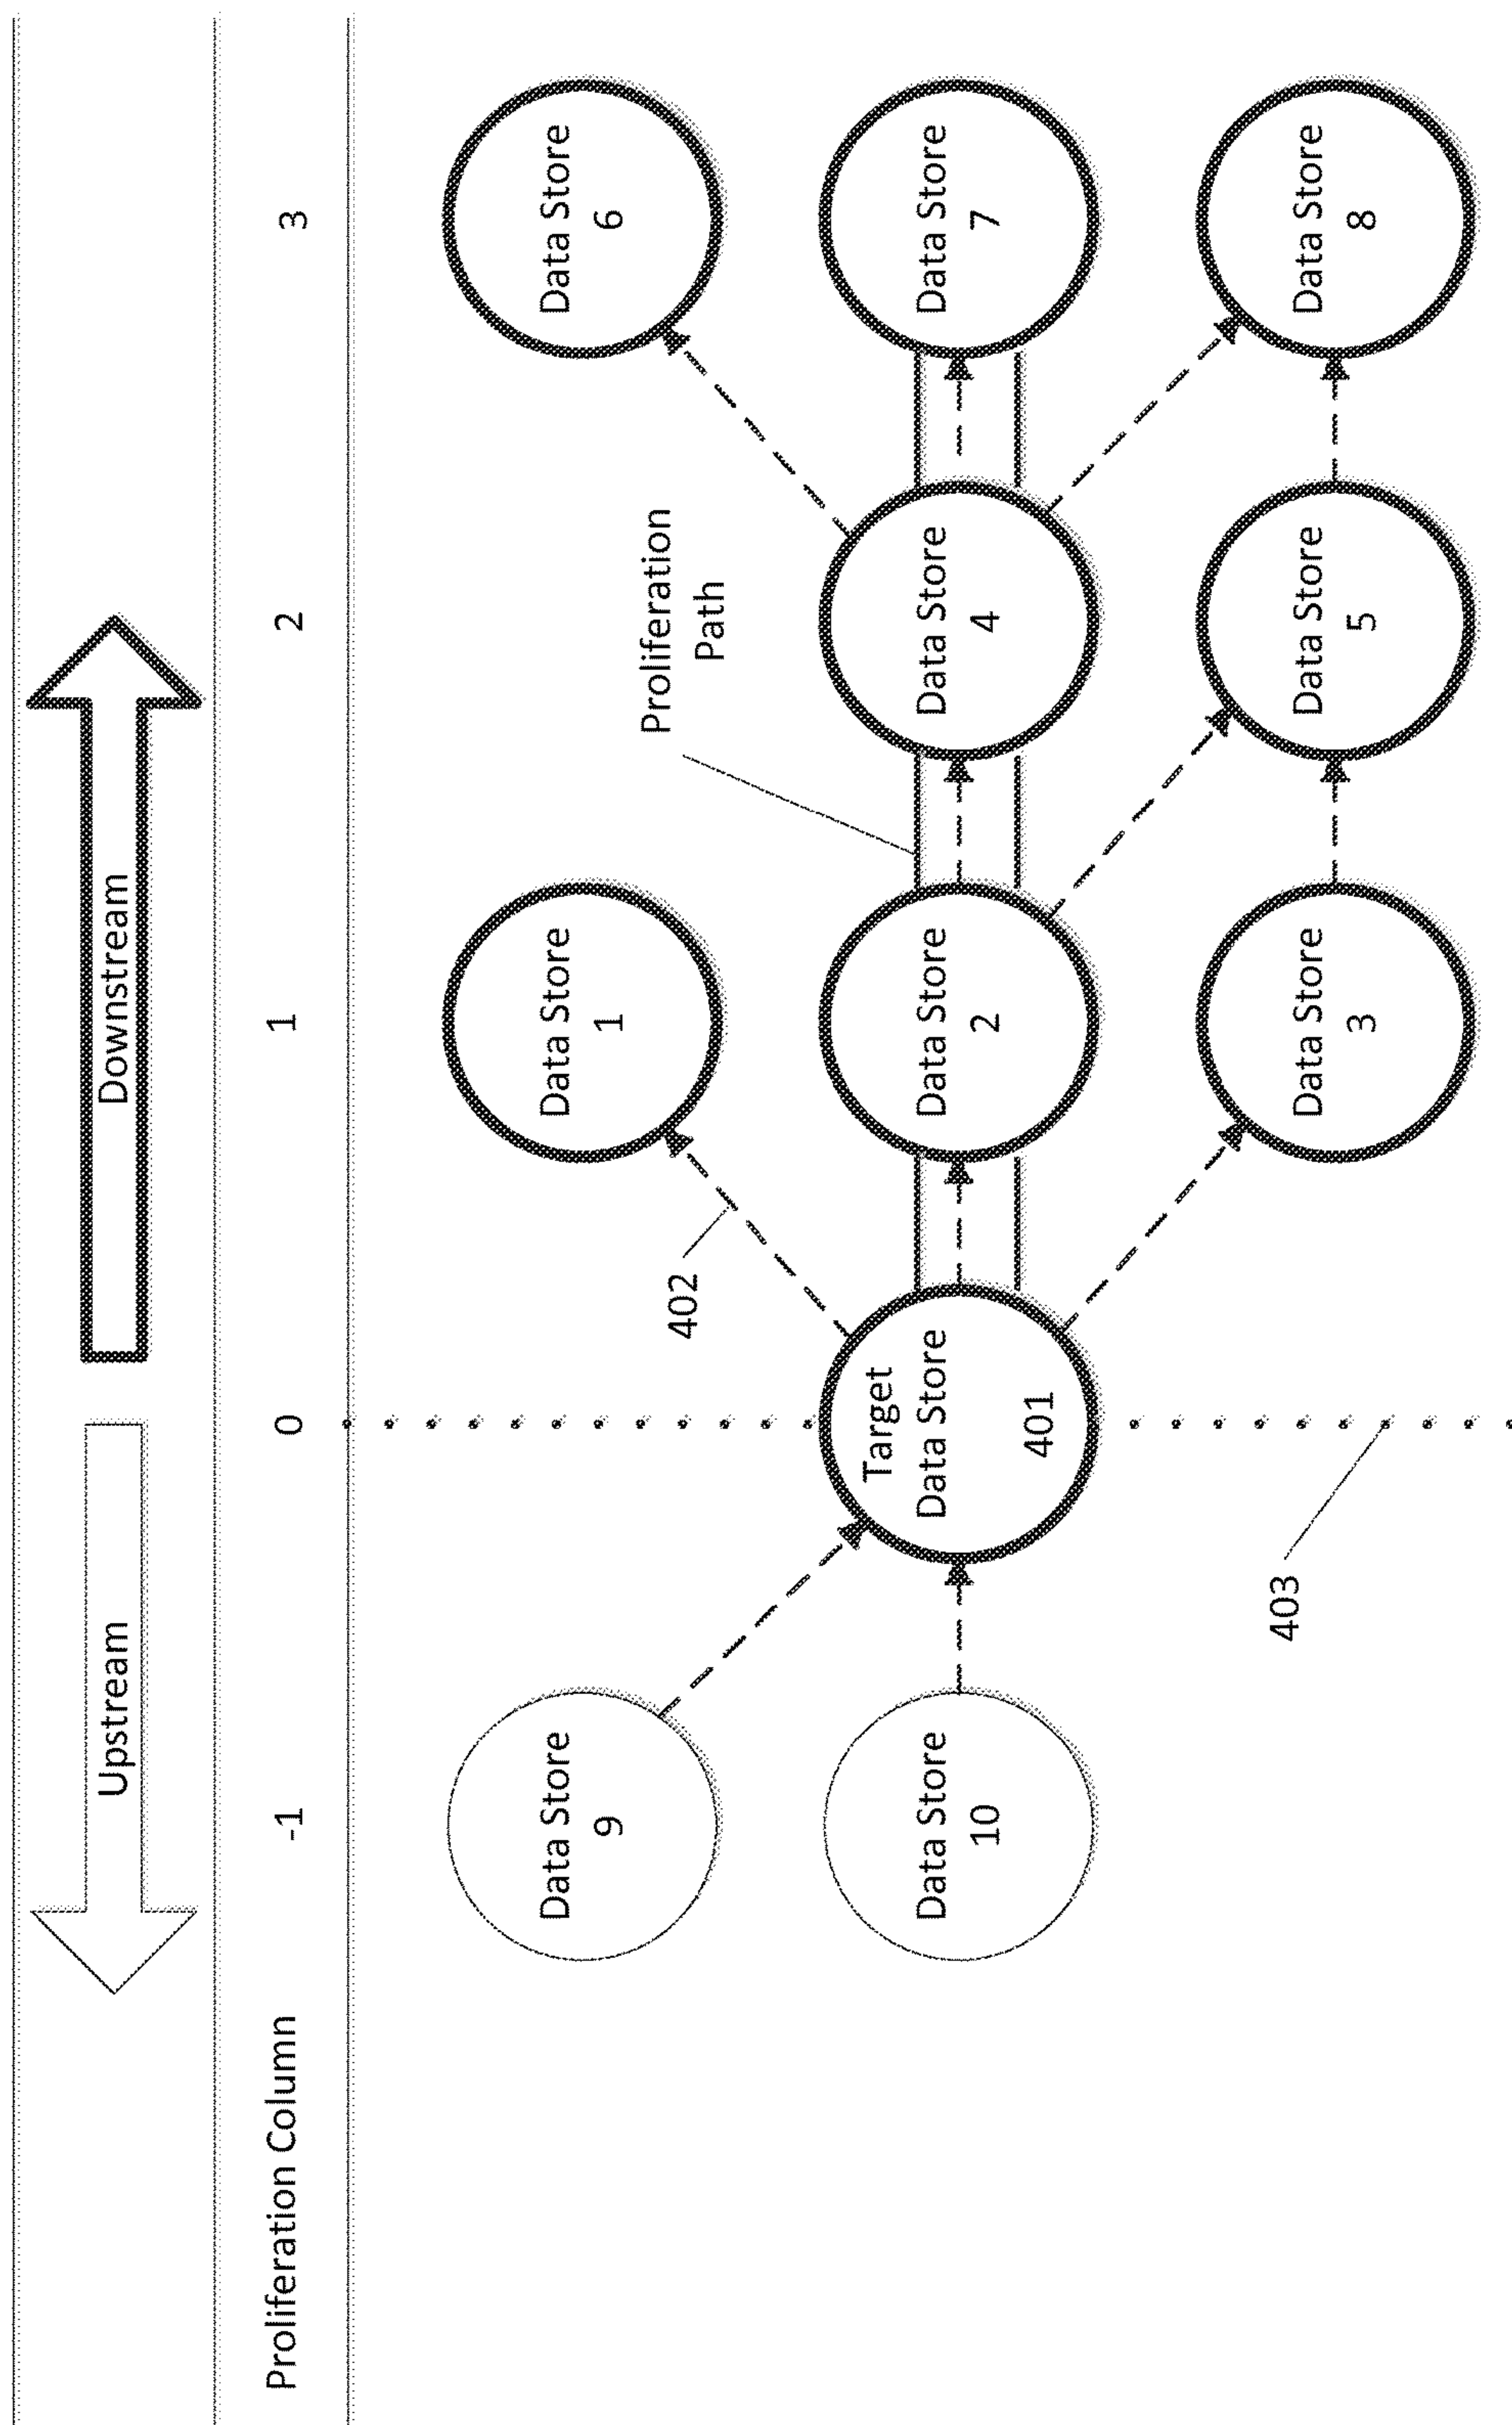 Upstream
Downstream
Proliferation Column
-1
0
1
2
3
Data Store
9
Data Store
1
Data Store
6
402
Proliferation
Path
Data Store
10
Target
Data Store
401
Data Store
2
Data Store
4
Data Store
7
403
Data Store
3
Data Store
5
Data Store
8